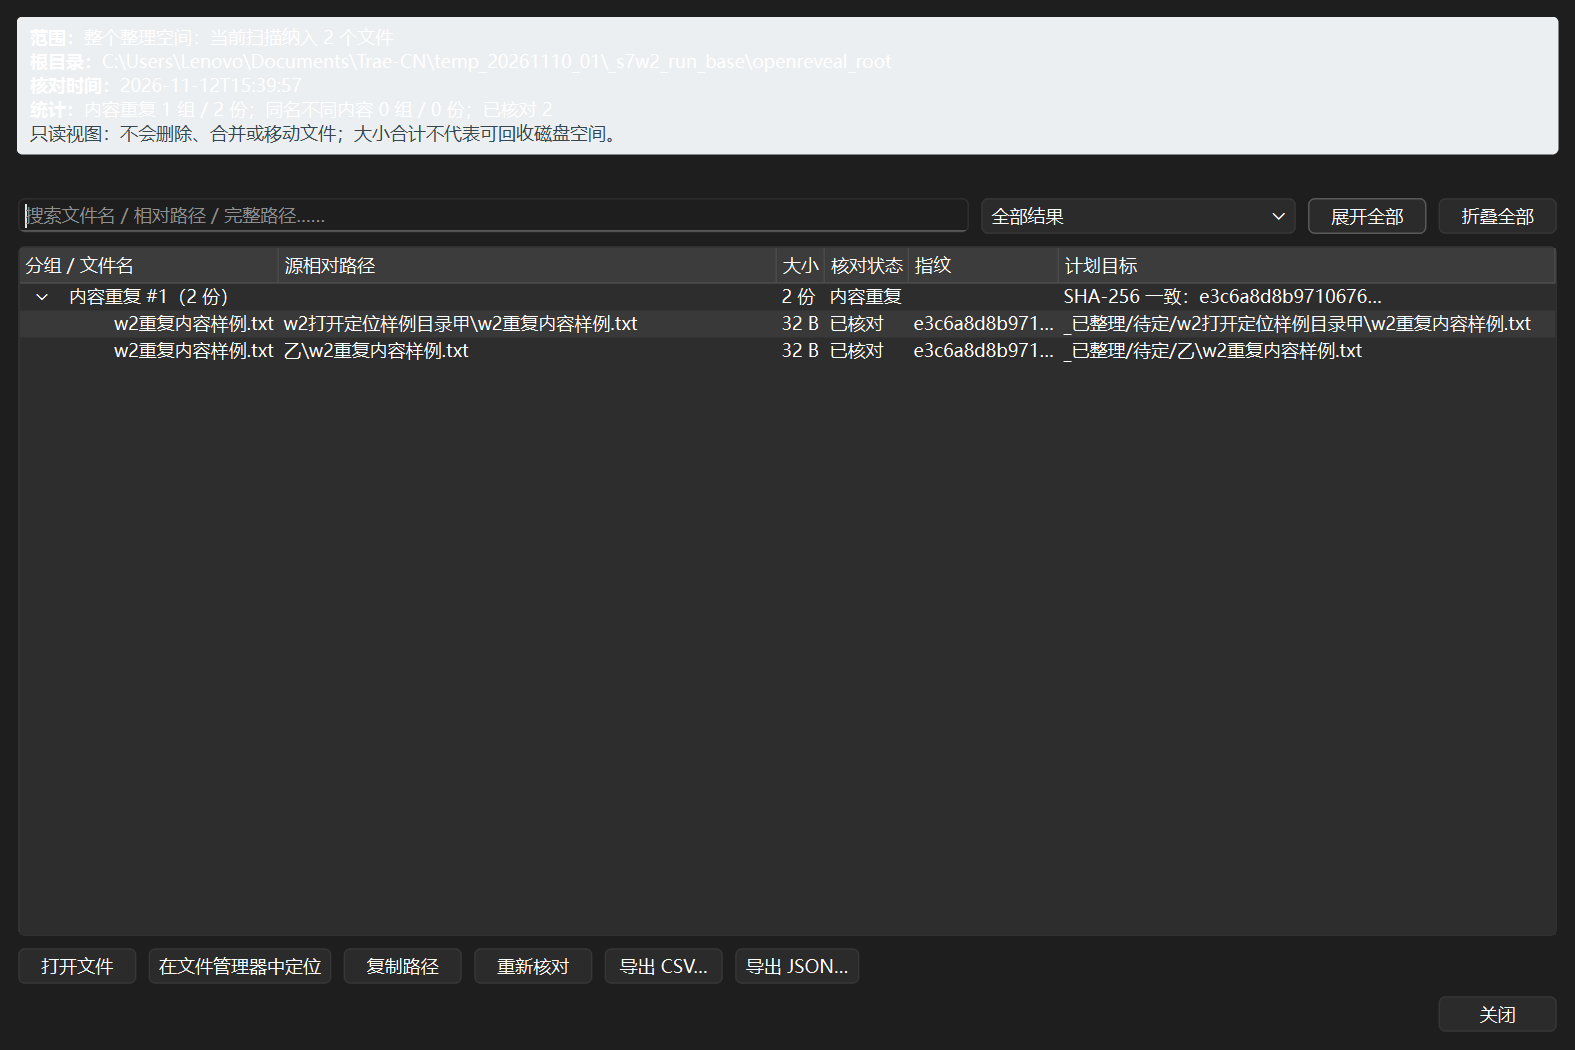 范围：整个整理空间：当前扫描纳入 2 个文件
根目录：C:\Users\Lenovo\Documents\Trae-CN\temp_20261110_01\_s7w2_run_base\openreveal_root
核对时间：2026-11-12T15:39:57
统计：内容重复 1 组 / 2 份；同名不同内容 0 组 / 0 份；已核对 2
只读视图：不会删除、合并或移动文件；大小合计不代表可回收磁盘空间。
搜索文件名 / 相对路径 / 完整路径…… 全部结果 展开全部 折叠全部
分组 / 文件名 源相对路径 大小 核对状态 指纹 计划目标
内容重复 #1（2 份） 2 份 内容重复 SHA-256 一致：e3c6a8d8b9710676...
w2重复内容样例.txt w2打开定位样例目录甲\w2重复内容样例.txt 32 B 已核对 e3c6a8d8b971... _已整理/待定/w2打开定位样例目录甲\w2重复内容样例.txt
w2重复内容样例.txt 乙\w2重复内容样例.txt 32 B 已核对 e3c6a8d8b971... _已整理/待定/乙\w2重复内容样例.txt
打开文件 在文件管理器中定位 复制路径 重新核对 导出 CSV... 导出 JSON...
关闭